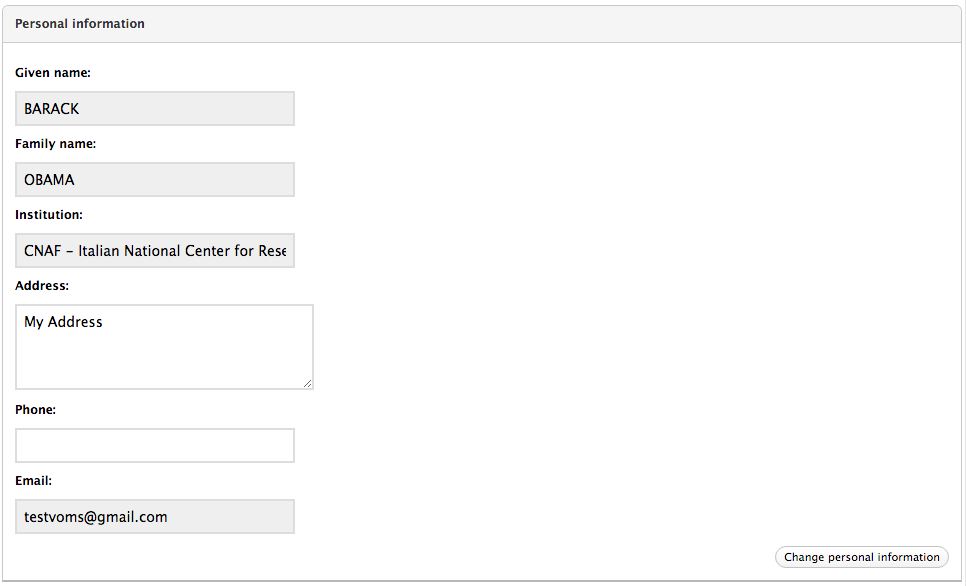 Personal information
Given name:
BARACK
Family name:
OBAMA
Institution:
CNAF – Italian National Center for Rese
Address:
My Address
Phone:
Email:
testvoms@gmail.com
Change personal information